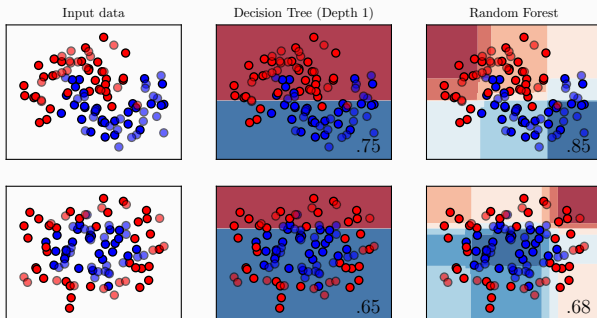 Input data
Decision Tree (Depth 1)
Random Forest
.75
.85
.65
.68